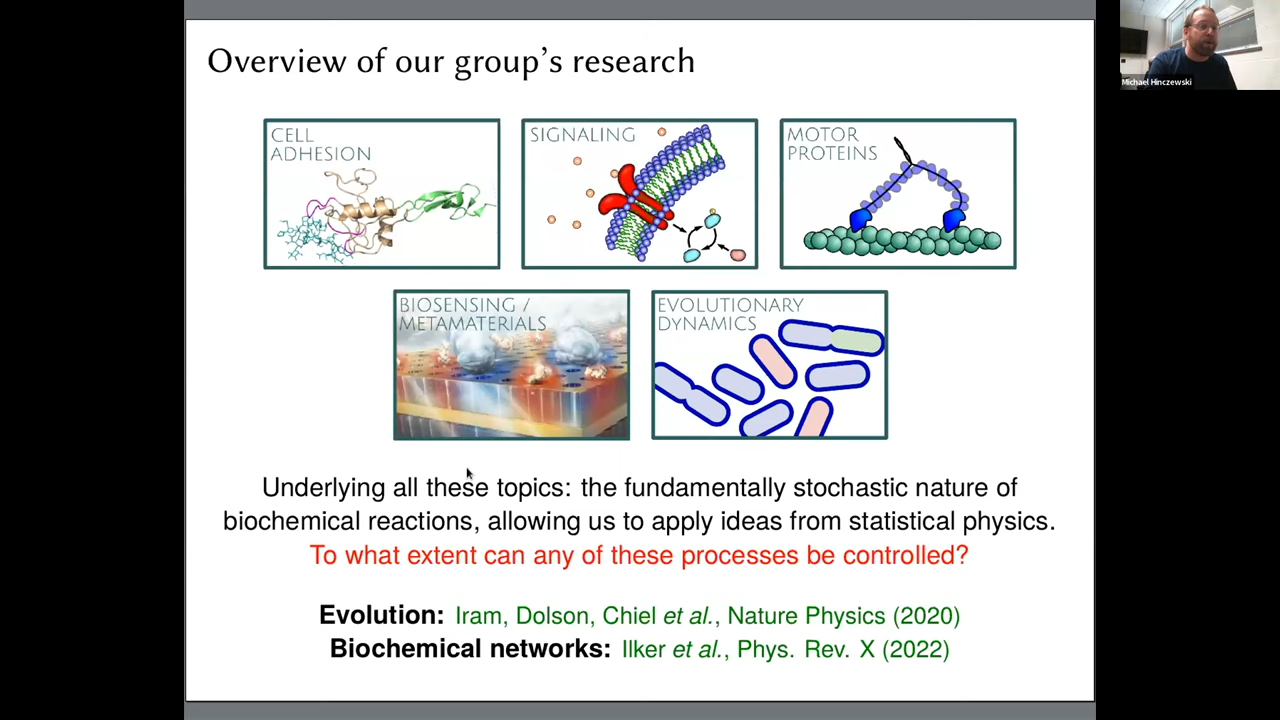 Overview of our group's research
CELL
ADHESION
SIGNALING
MOTOR
PROTEINS
BIOSENSING /
METAMATERIALS
EVOLUTIONARY
DYNAMICS
Underlying all these topics: the fundamentally stochastic nature of
biochemical reactions, allowing us to apply ideas from statistical physics.
To what extent can any of these processes be controlled?
Evolution: Iram, Dolson, Chiel et al., Nature Physics (2020)
Biochemical networks: Ilker et al., Phys. Rev. X (2022)
Michael Hinczewski